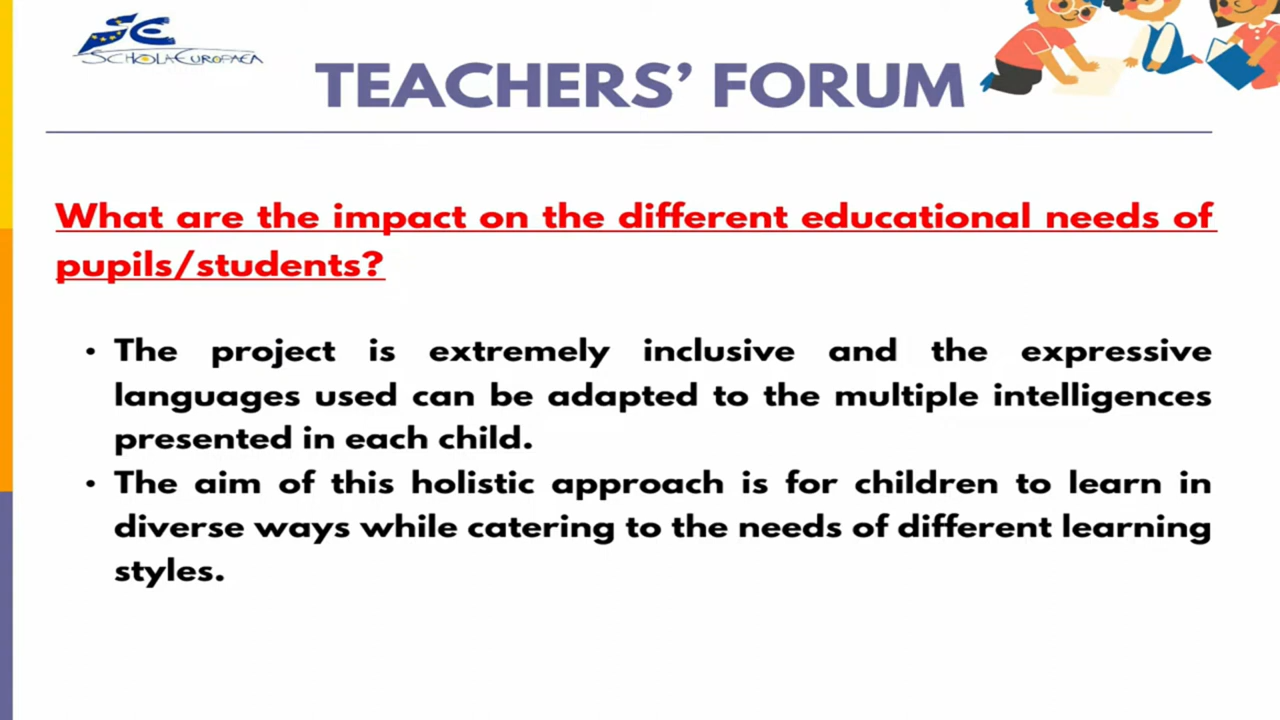 SCHOLA EUROPAEA
TEACHERS' FORUM
What are the impact on the different educational needs of
pupils/students?
• The project is extremely inclusive and the expressive
languages used can be adapted to the multiple intelligences
presented in each child.
• The aim of this holistic approach is for children to learn in
diverse ways while catering to the needs of different learning
styles.